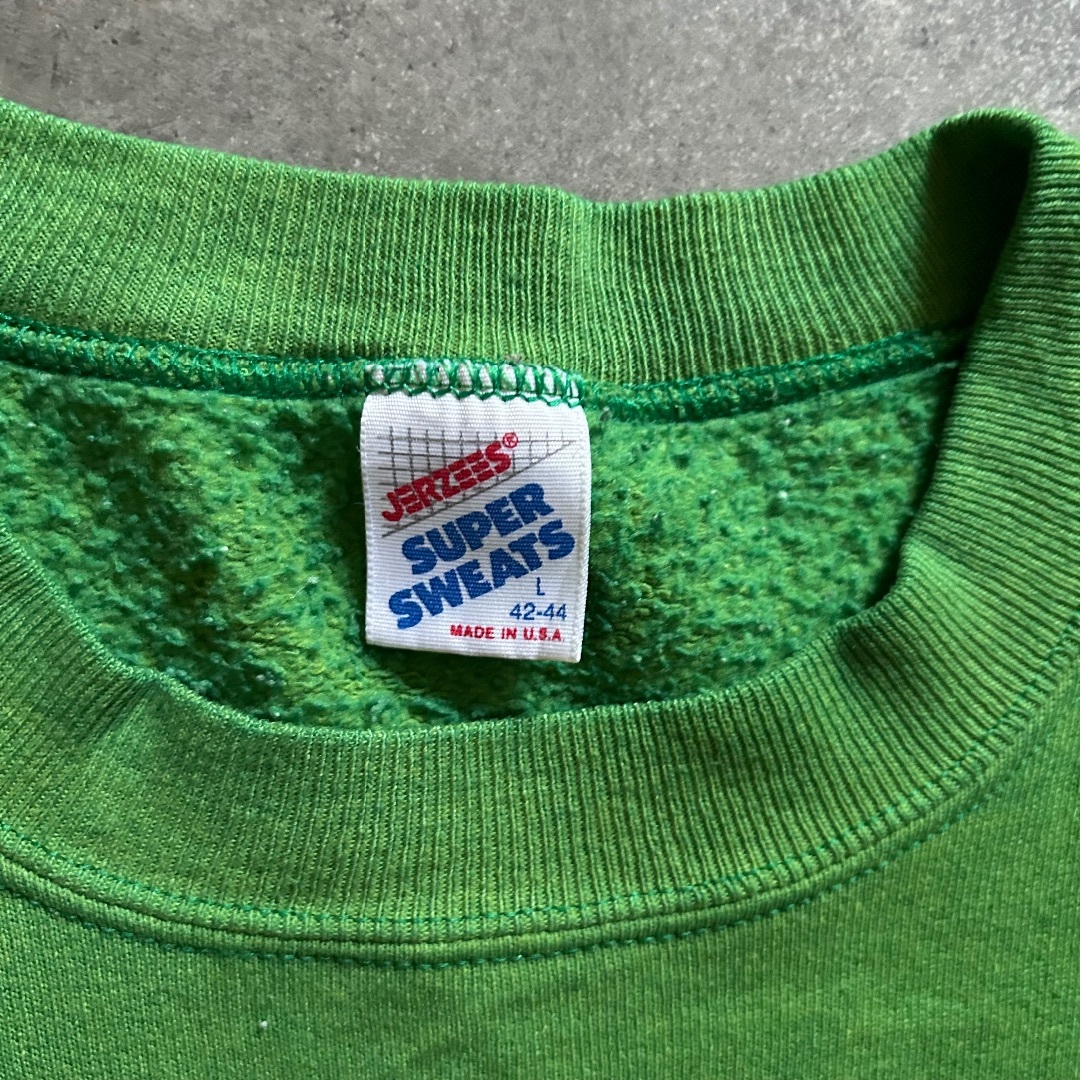 JERZEES®
SUPER
SWEATS
L
42-44
MADE IN U.S.A